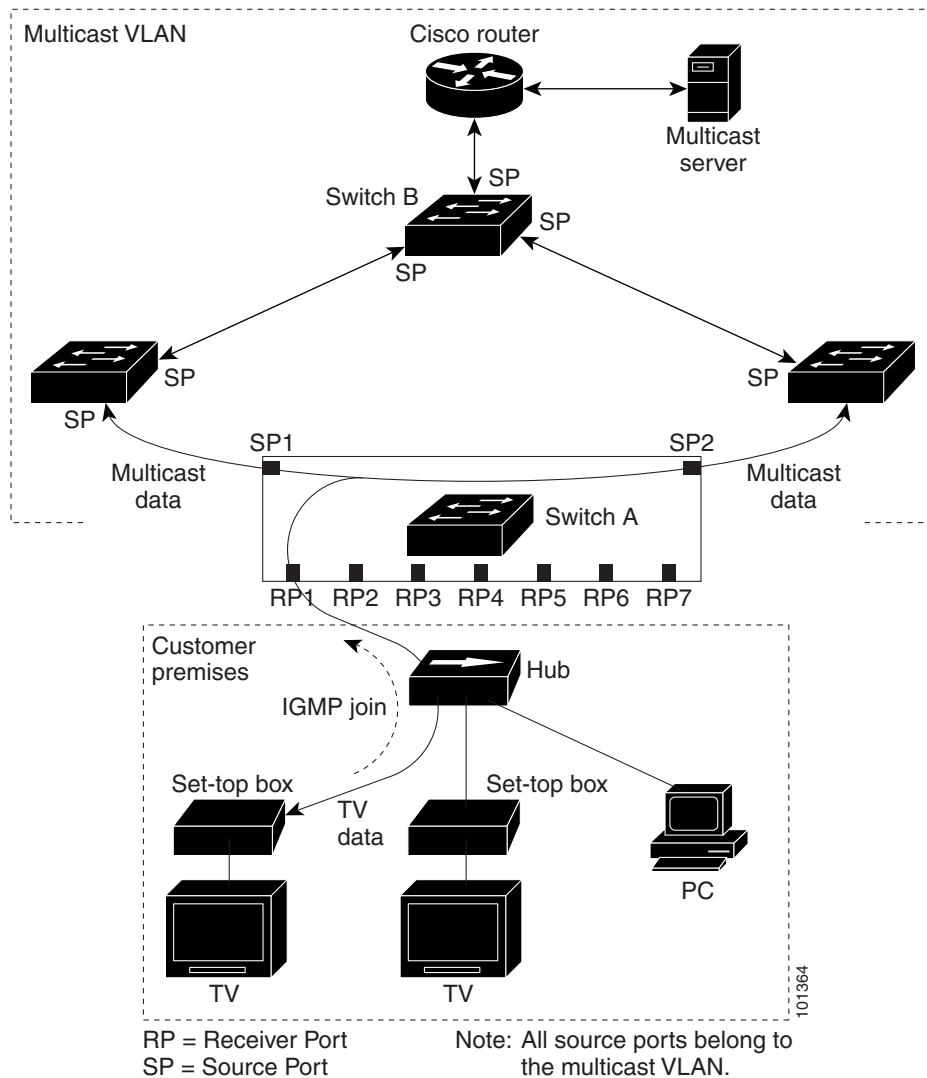 Multicast VLAN
Cisco router
Multicast
server
SP
Switch B
SP
SP
SP
SP
SP
SP1
SP2
Multicast
data
Multicast
data
Switch A
RP1 RP2 RP3 RP4 RP5 RP6 RP7
Customer
premises
Hub
IGMP join
Set-top box
Set-top box
TV
data
PC
TV
TV
101364
RP = Receiver Port
SP = Source Port
Note: All source ports belong to
the multicast VLAN.